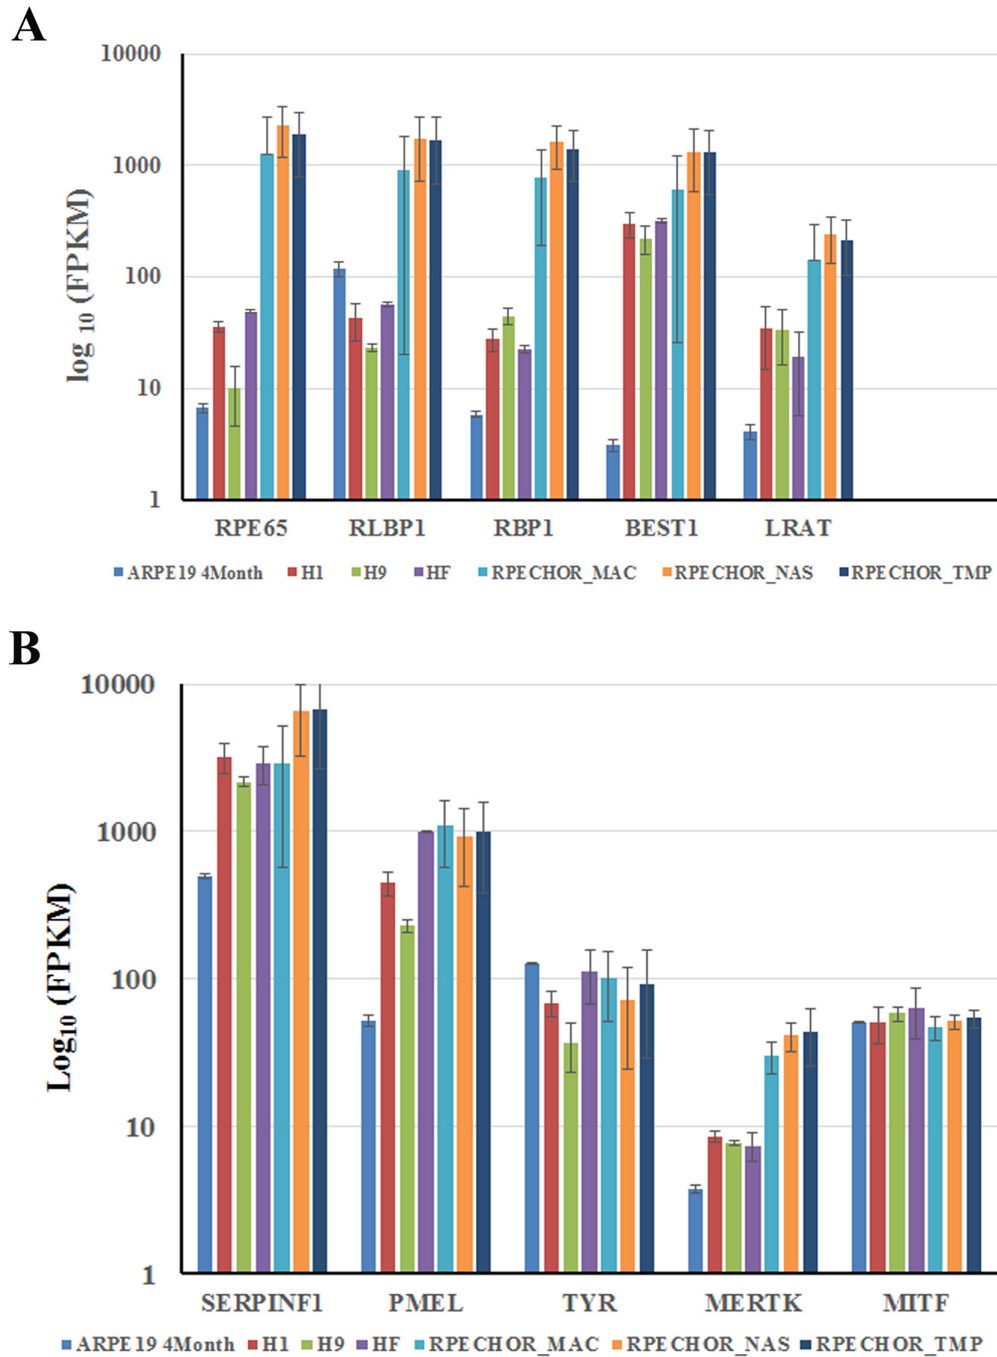 A
10000
1000
100
10
1
log 10 (FPKM)
RPE65 RLBP1 RBP1 BEST1 LRAT
ARPE19 4Month H1 H9 HF RPECHOR_MAC RPECHOR_NAS RPECHOR_TMP
B
10000
1000
100
10
1
Log10 (FPKM)
SERPINF1 PMEL TYR MERTK MITF
ARPE19 4Month H1 H9 HF RPECHOR_MAC RPECHOR_NAS RPECHOR_TMP